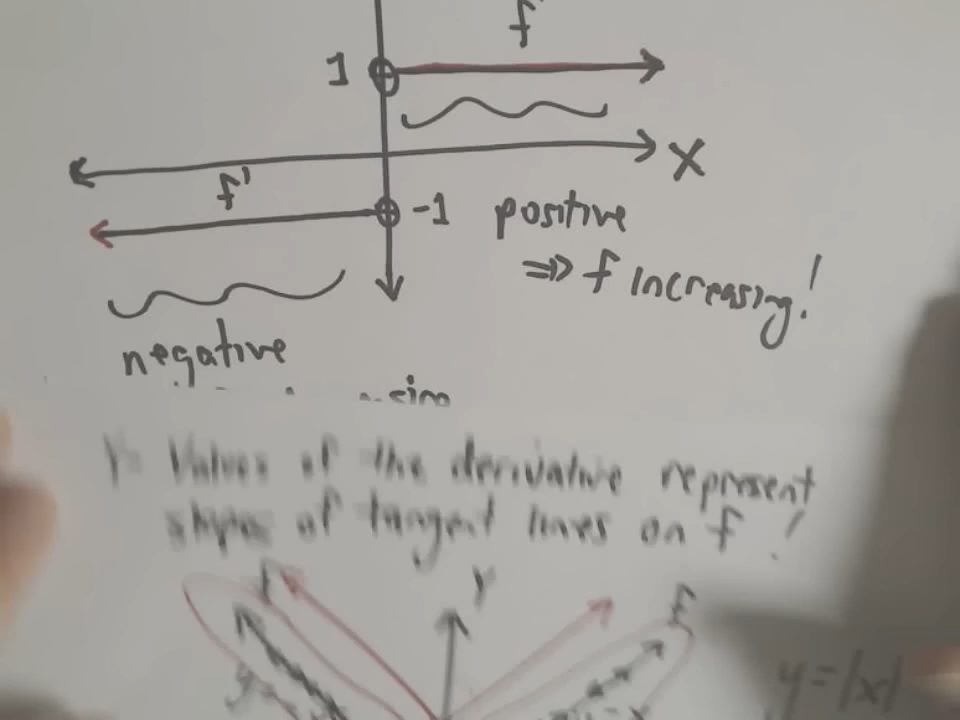 f
1
X
f'
-1 positive
⇒ f increasing!
negative
Y- Values of the derivative represent
slopes of tangent lines on f!
Y
f
y=|x|